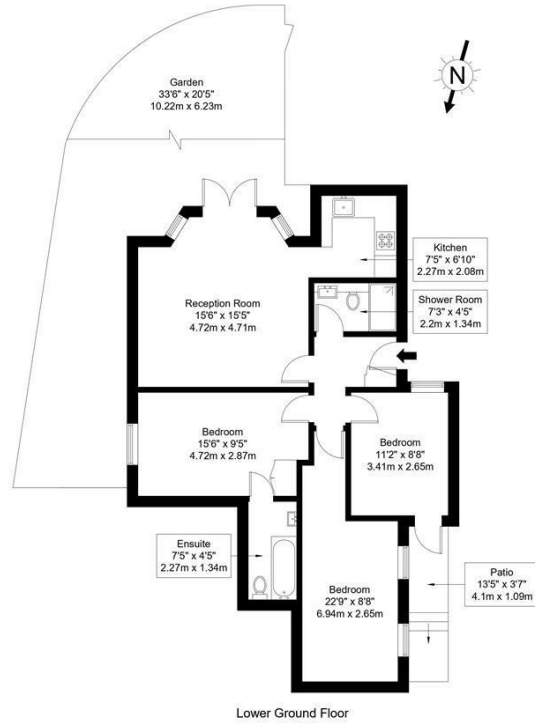 Garden
33'6" x 20'5"
10.22m x 6.23m
N
Kitchen
7'5" x 6'10"
2.27m x 2.08m
Shower Room
7'3" x 4'5"
2.2m x 1.34m
Reception Room
15'6" x 15'5"
4.72m x 4.71m
Bedroom
15'6" x 9'5"
4.72m x 2.87m
Bedroom
11'2" x 8'8"
3.41m x 2.65m
Ensuite
7'5" x 4'5"
2.27m x 1.34m
Patio
13'5" x 3'7"
4.1m x 1.09m
Bedroom
22'9" x 8'8"
6.94m x 2.65m
Lower Ground Floor